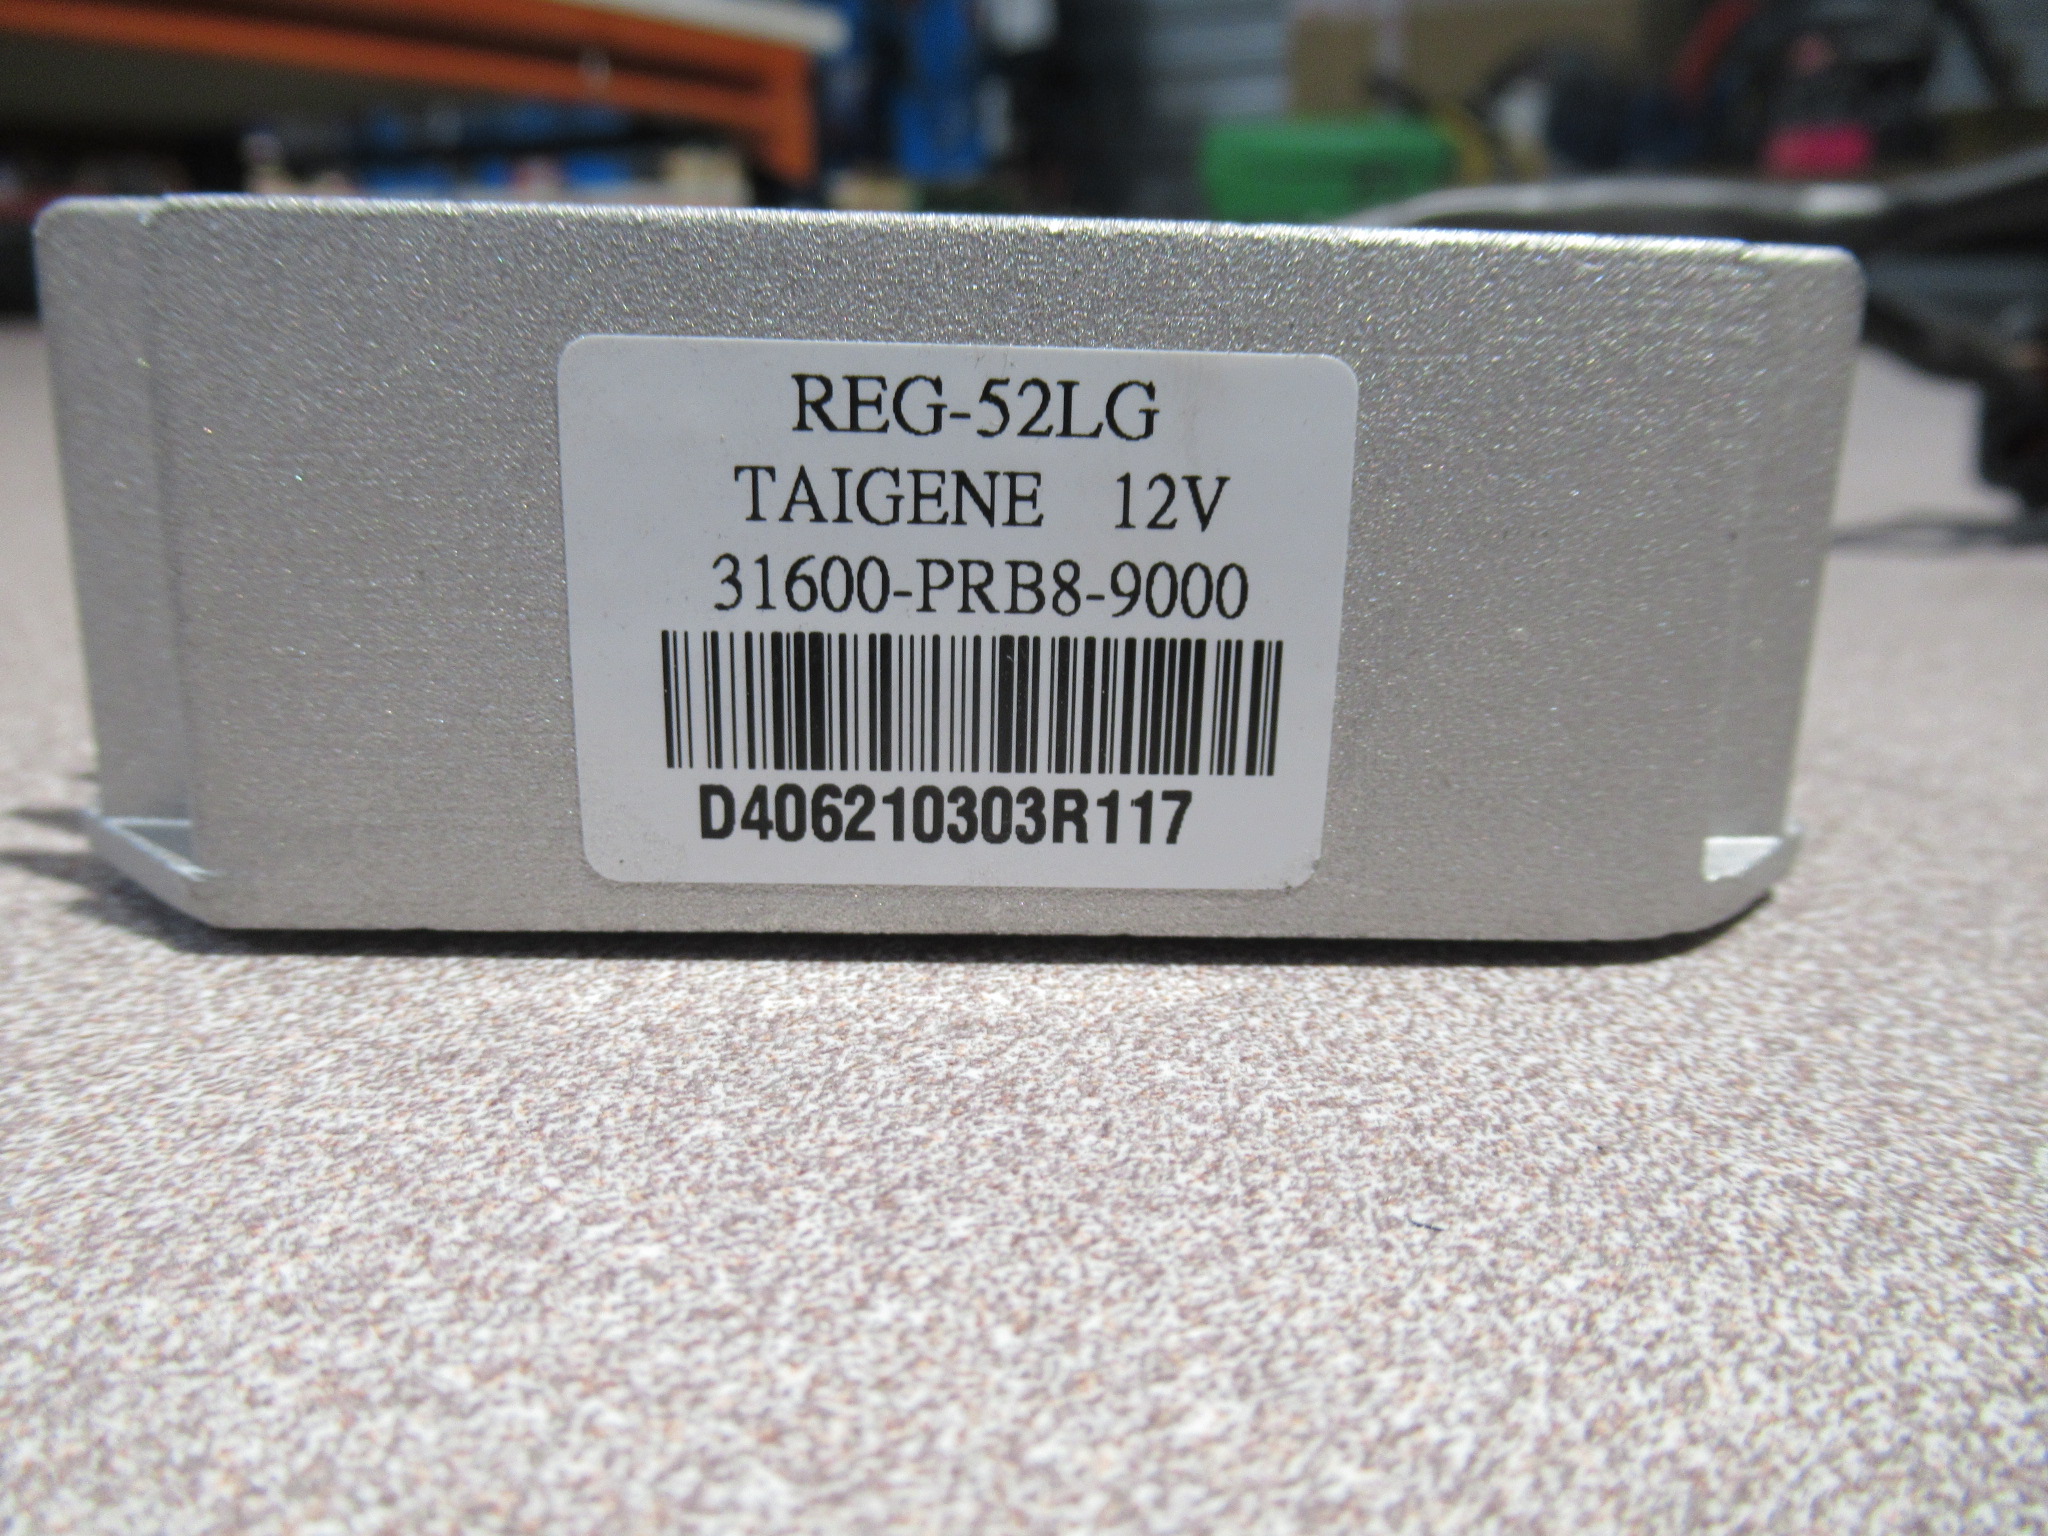 REG-52LG
TAIGENE 12V
31600-PRB8-9000
D406210303R117